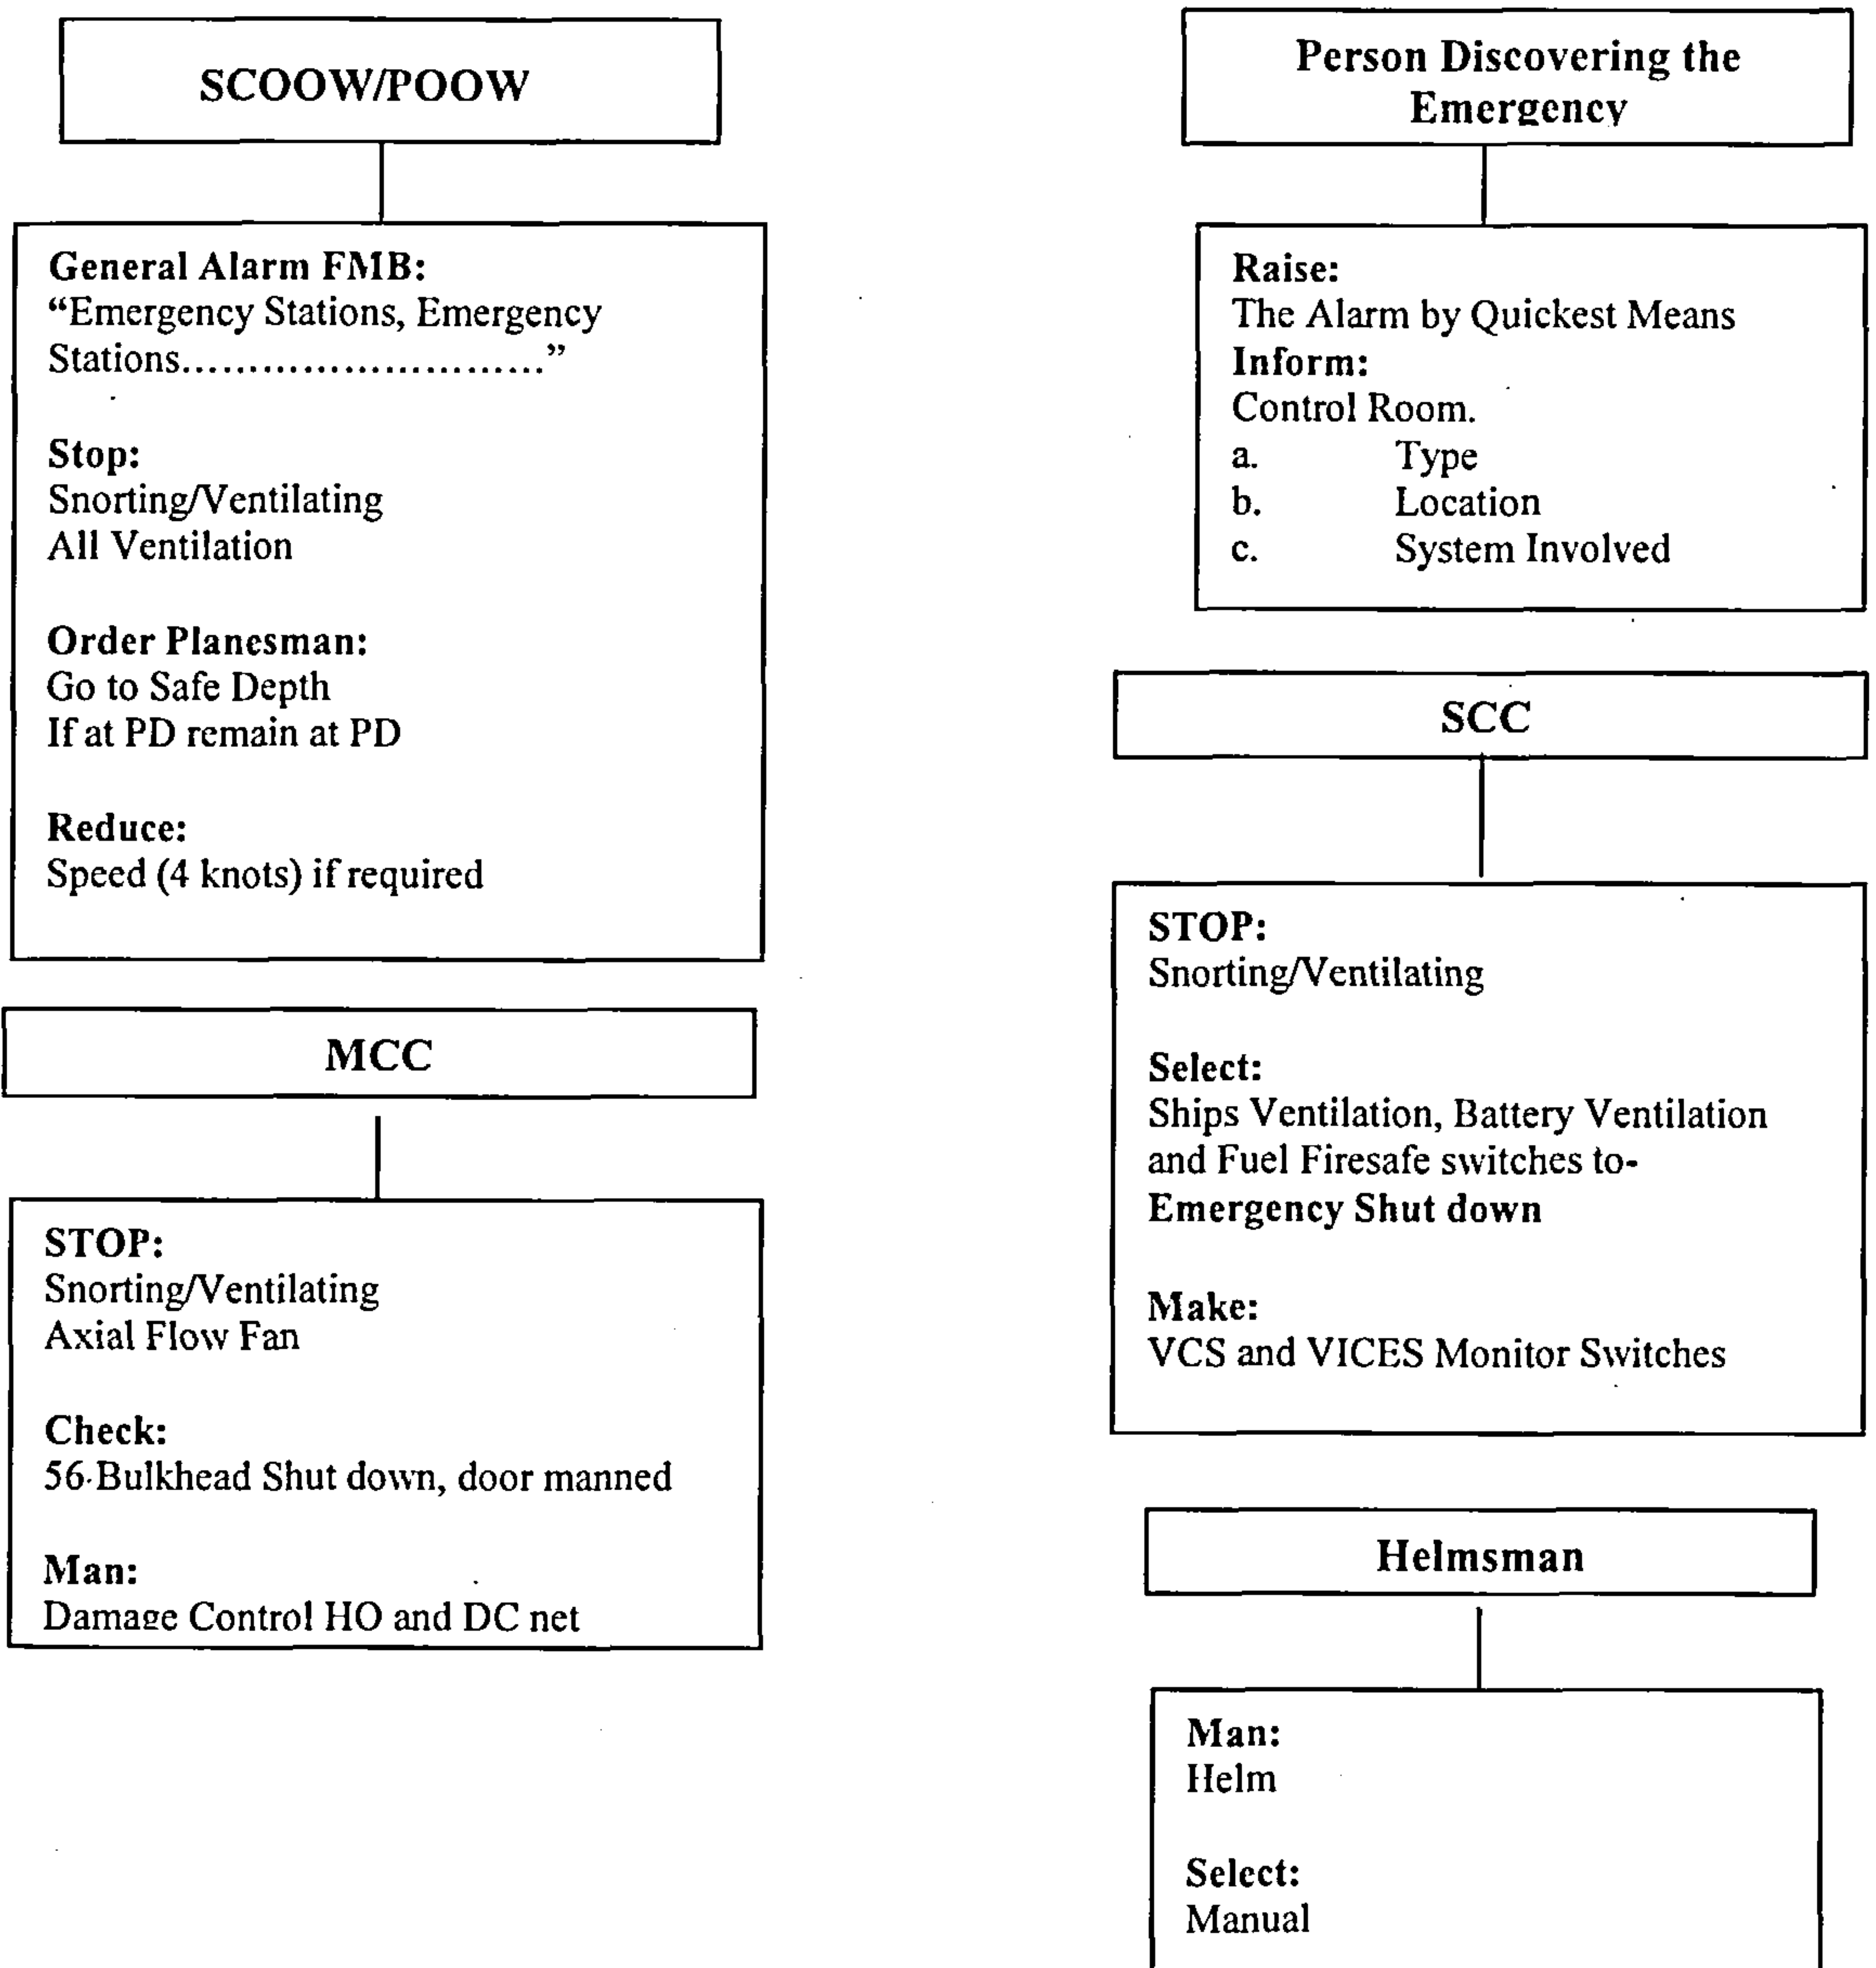 SCOOW/POOW
General Alarm FMB:
“Emergency Stations, Emergency
Stations...........................”
Stop:
Snorting/Ventilating
All Ventilation
Order Planesman:
Go to Safe Depth
If at PD remain at PD
Reduce:
Speed (4 knots) if required
MCC
STOP:
Snorting/Ventilating
Axial Flow Fan
Check:
56 Bulkhead Shut down, door manned
Man:
Damage Control HQ and DC net
Person Discovering the
Emergency
Raise:
The Alarm by Quickest Means
Inform:
Control Room.
a. Type
b. Location
c. System Involved
SCC
STOP:
Snorting/Ventilating
Select:
Ships Ventilation, Battery Ventilation
and Fuel Firesafe switches to-
Emergency Shut down
Make:
VCS and VICES Monitor Switches
Helmsman
Man:
Helm
Select:
Manual